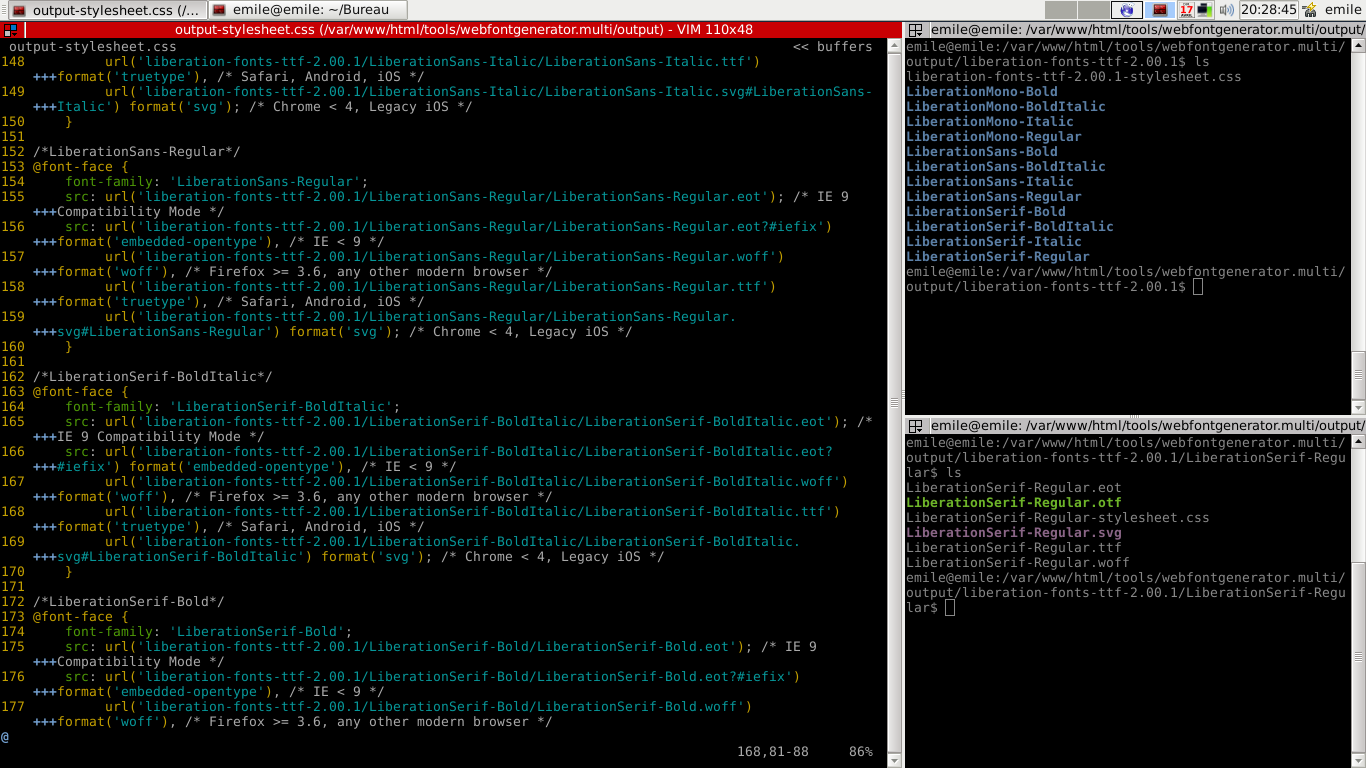 output-stylesheet.css (/...
emile@emile: ~/Bureau
17
20:28:45
emile
output-stylesheet.css (/var/www/html/tools/webfontgenerator.multi/output) - VIM 110x48
output-stylesheet.css << buffers
148 url('liberation-fonts-ttf-2.00.1/LiberationSans-Italic/LiberationSans-Italic.ttf')
+++format('truetype'), /* Safari, Android, iOS */
149 url('liberation-fonts-ttf-2.00.1/LiberationSans-Italic/LiberationSans-Italic.svg#LiberationSans-
+++Italic') format('svg'); /* Chrome < 4, Legacy iOS */
150 }
151
152 /*LiberationSans-Regular*/
153 @font-face {
154 font-family: 'LiberationSans-Regular';
155 src: url('liberation-fonts-ttf-2.00.1/LiberationSans-Regular/LiberationSans-Regular.eot'); /* IE 9
+++Compatibility Mode */
156 src: url('liberation-fonts-ttf-2.00.1/LiberationSans-Regular/LiberationSans-Regular.eot?#iefix')
+++format('embedded-opentype'), /* IE < 9 */
157 url('liberation-fonts-ttf-2.00.1/LiberationSans-Regular/LiberationSans-Regular.woff')
+++format('woff'), /* Firefox >= 3.6, any other modern browser */
158 url('liberation-fonts-ttf-2.00.1/LiberationSans-Regular/LiberationSans-Regular.ttf')
+++format('truetype'), /* Safari, Android, iOS */
159 url('liberation-fonts-ttf-2.00.1/LiberationSans-Regular/LiberationSans-Regular.
+++svg#LiberationSans-Regular') format('svg'); /* Chrome < 4, Legacy iOS */
160 }
161
162 /*LiberationSerif-BoldItalic*/
163 @font-face {
164 font-family: 'LiberationSerif-BoldItalic';
165 src: url('liberation-fonts-ttf-2.00.1/LiberationSerif-BoldItalic/LiberationSerif-BoldItalic.eot'); /*
+++IE 9 Compatibility Mode */
166 src: url('liberation-fonts-ttf-2.00.1/LiberationSerif-BoldItalic/LiberationSerif-BoldItalic.eot?
+++#iefix') format('embedded-opentype'), /* IE < 9 */
167 url('liberation-fonts-ttf-2.00.1/LiberationSerif-BoldItalic/LiberationSerif-BoldItalic.woff')
+++format('woff'), /* Firefox >= 3.6, any other modern browser */
168 url('liberation-fonts-ttf-2.00.1/LiberationSerif-BoldItalic/LiberationSerif-BoldItalic.ttf')
+++format('truetype'), /* Safari, Android, iOS */
169 url('liberation-fonts-ttf-2.00.1/LiberationSerif-BoldItalic/LiberationSerif-BoldItalic.
+++svg#LiberationSerif-BoldItalic') format('svg'); /* Chrome < 4, Legacy iOS */
170 }
171
172 /*LiberationSerif-Bold*/
173 @font-face {
174 font-family: 'LiberationSerif-Bold';
175 src: url('liberation-fonts-ttf-2.00.1/LiberationSerif-Bold/LiberationSerif-Bold.eot'); /* IE 9
+++Compatibility Mode */
176 src: url('liberation-fonts-ttf-2.00.1/LiberationSerif-Bold/LiberationSerif-Bold.eot?#iefix')
+++format('embedded-opentype'), /* IE < 9 */
177 url('liberation-fonts-ttf-2.00.1/LiberationSerif-Bold/LiberationSerif-Bold.woff')
+++format('woff'), /* Firefox >= 3.6, any other modern browser */
@
168,81-88 86%
emile@emile: /var/www/html/tools/webfontgenerator.multi/output/
emile@emile:/var/www/html/tools/webfontgenerator.multi/
output/liberation-fonts-ttf-2.00.1$ ls
liberation-fonts-ttf-2.00.1-stylesheet.css
LiberationMono-Bold
LiberationMono-BoldItalic
LiberationMono-Italic
LiberationMono-Regular
LiberationSans-Bold
LiberationSans-BoldItalic
LiberationSans-Italic
LiberationSans-Regular
LiberationSerif-Bold
LiberationSerif-BoldItalic
LiberationSerif-Italic
LiberationSerif-Regular
emile@emile:/var/www/html/tools/webfontgenerator.multi/
output/liberation-fonts-ttf-2.00.1$
emile@emile: /var/www/html/tools/webfontgenerator.multi/output/
emile@emile:/var/www/html/tools/webfontgenerator.multi/
output/liberation-fonts-ttf-2.00.1/LiberationSerif-Regu
lar$ ls
LiberationSerif-Regular.eot
LiberationSerif-Regular.otf
LiberationSerif-Regular-stylesheet.css
LiberationSerif-Regular.svg
LiberationSerif-Regular.ttf
LiberationSerif-Regular.woff
emile@emile:/var/www/html/tools/webfontgenerator.multi/
output/liberation-fonts-ttf-2.00.1/LiberationSerif-Regu
lar$